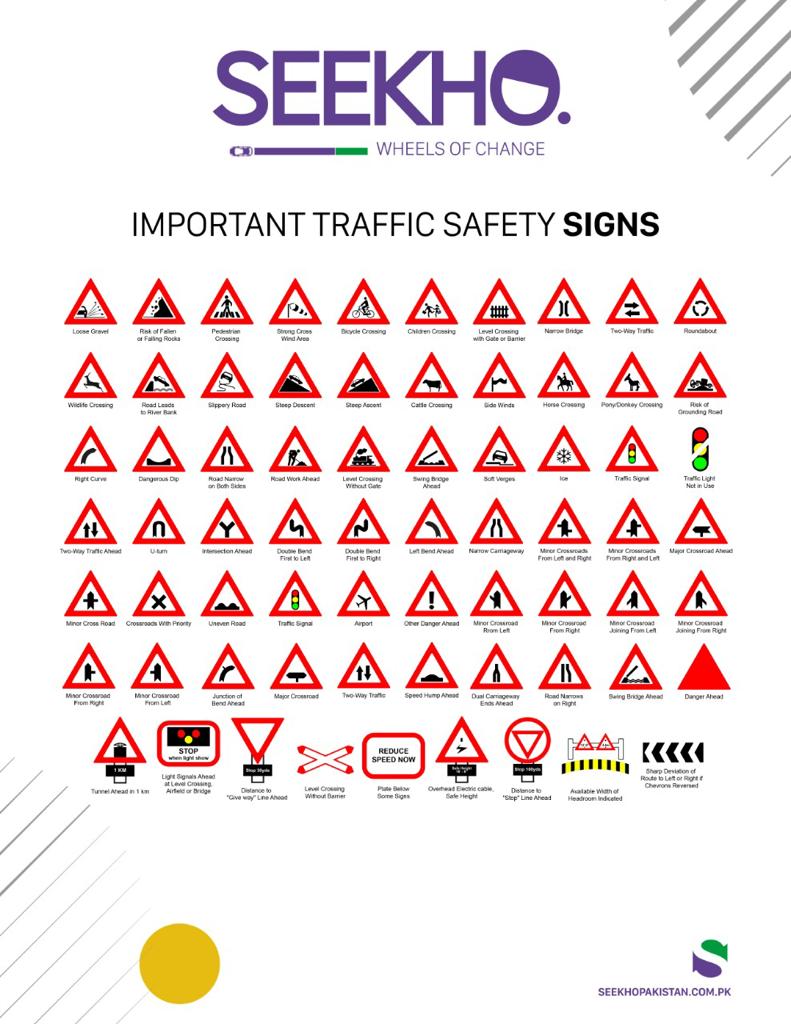 SEEKHO.
WHEELS OF CHANGE
IMPORTANT TRAFFIC SAFETY SIGNS
Loose Gravel
Risk of Fallen
or Falling Rocks
Pedestrian
Crossing
Strong Cross
Wind Area
Bicycle Crossing
Children Crossing
Level Crossing
with Gate or Barrier
Narrow Bridge
Two-Way Traffic
Roundabout
Wildlife Crossing
Road Leads
to River Bank
Slippery Road
Steep Descent
Steep Ascent
Cattle Crossing
Side Winds
Horse Crossing
Pony/Donkey Crossing
Risk of
Grounding Road
Right Curve
Dangerous Dip
Road Narrow
on Both Sides
Road Work Ahead
Level Crossing
Without Gate
Swing Bridge
Ahead
Soft Verges
Ice
Traffic Signal
Traffic Light
Not in Use
Two-Way Traffic Ahead
U-turn
Intersection Ahead
Double Bend
First to Left
Double Bend
First to Right
Left Bend Ahead
Narrow Carriageway
Minor Crossroads
From Left and Right
Minor Crossroads
From Right and Left
Major Crossroad Ahead
Minor Cross Road
Crossroads With Priority
Uneven Road
Traffic Signal
Airport
Other Danger Ahead
Minor Crossroad
Rrom Left
Minor Crossroad
From Right
Minor Crossroad
Joining From Left
Minor Crossroad
Joining From Right
Minor Crossroad
From Right
Minor Crossroad
From Left
Junction of
Bend Ahead
Major Crossroad
Two-Way Traffic
Speed Hump Ahead
Dual Carriageway
Ends Ahead
Road Narrows
on Right
Swing Bridge Ahead
Danger Ahead
1 KM
Tunnel Ahead in 1 km
STOP
when light show
Light Signals Ahead
at Level Crossing,
Airfield or Bridge
Stop 50yds
Distance to
"Give way" Line Ahead
Level Crossing
Without Barrier
REDUCE
SPEED NOW
Plate Below
Some Signs
Safe Height
Overhead Electric cable,
Safe Height
Stop 100yds
Distance to
"Stop" Line Ahead
Available Width of
Headroom Indicated
Sharp Deviation of
Route to Left or Right if
Chevrons Reversed
SEEKHOPAKISTAN.COM.PK